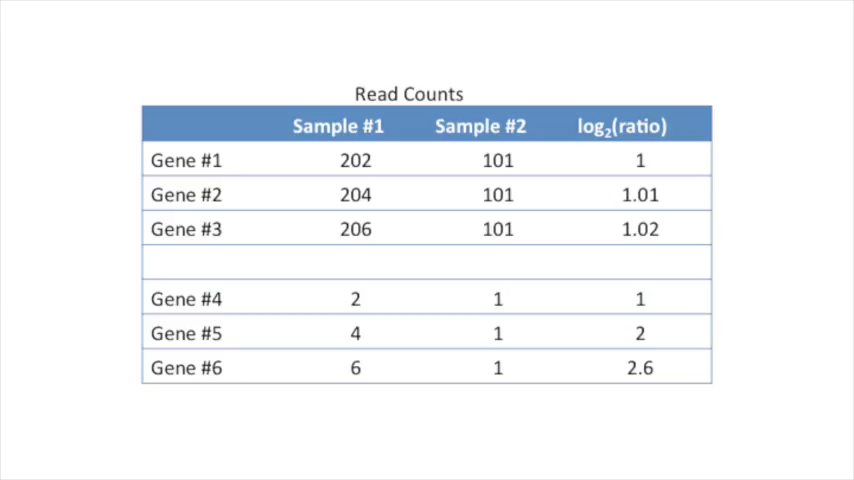 Read Counts
Sample #1 Sample #2 log₂(ratio)
Gene #1 202 101 1
Gene #2 204 101 1.01
Gene #3 206 101 1.02
Gene #4 2 1 1
Gene #5 4 1 2
Gene #6 6 1 2.6